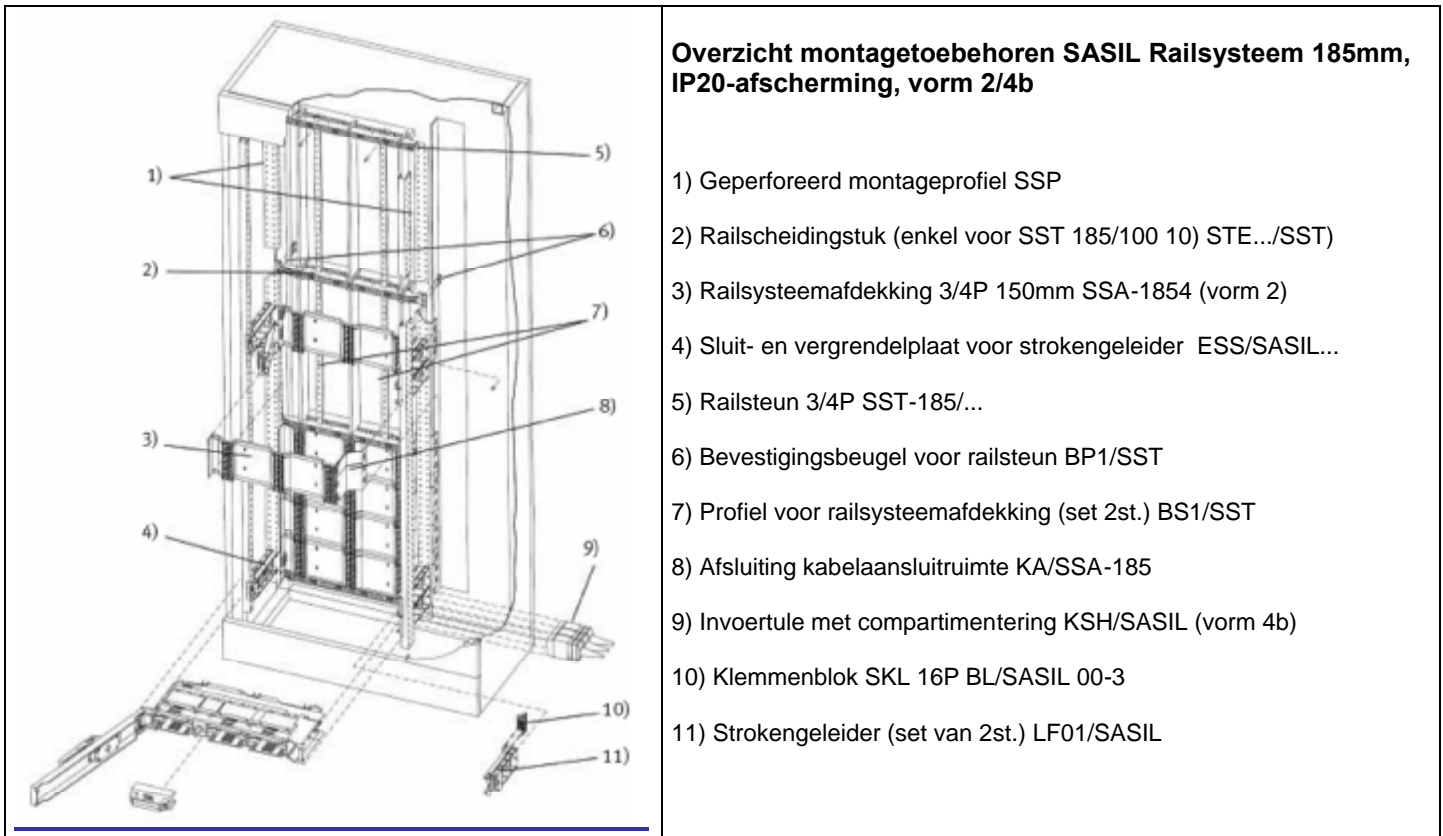 1)
2)
3)
4)
5)
6)
7)
8)
9)
10)
11)
Overzicht montagetoebehoren SASIL Railsysteem 185mm,
IP20-afscherming, vorm 2/4b
1) Geperforeerd montageprofiel SSP
2) Railscheidingstuk (enkel voor SST 185/100 10) STE.../SST)
3) Railsysteemafdekking 3/4P 150mm SSA-1854 (vorm 2)
4) Sluit- en vergrendelplaat voor strokengeleider ESS/SASIL...
5) Railsteun 3/4P SST-185/...
6) Bevestigingsbeugel voor railsteun BP1/SST
7) Profiel voor railsysteemafdekking (set 2st.) BS1/SST
8) Afsluiting kabelaansluitruimte KA/SSA-185
9) Invoertule met compartimentering KSH/SASIL (vorm 4b)
10) Klemmenblok SKL 16P BL/SASIL 00-3
11) Strokengeleider (set van 2st.) LF01/SASIL